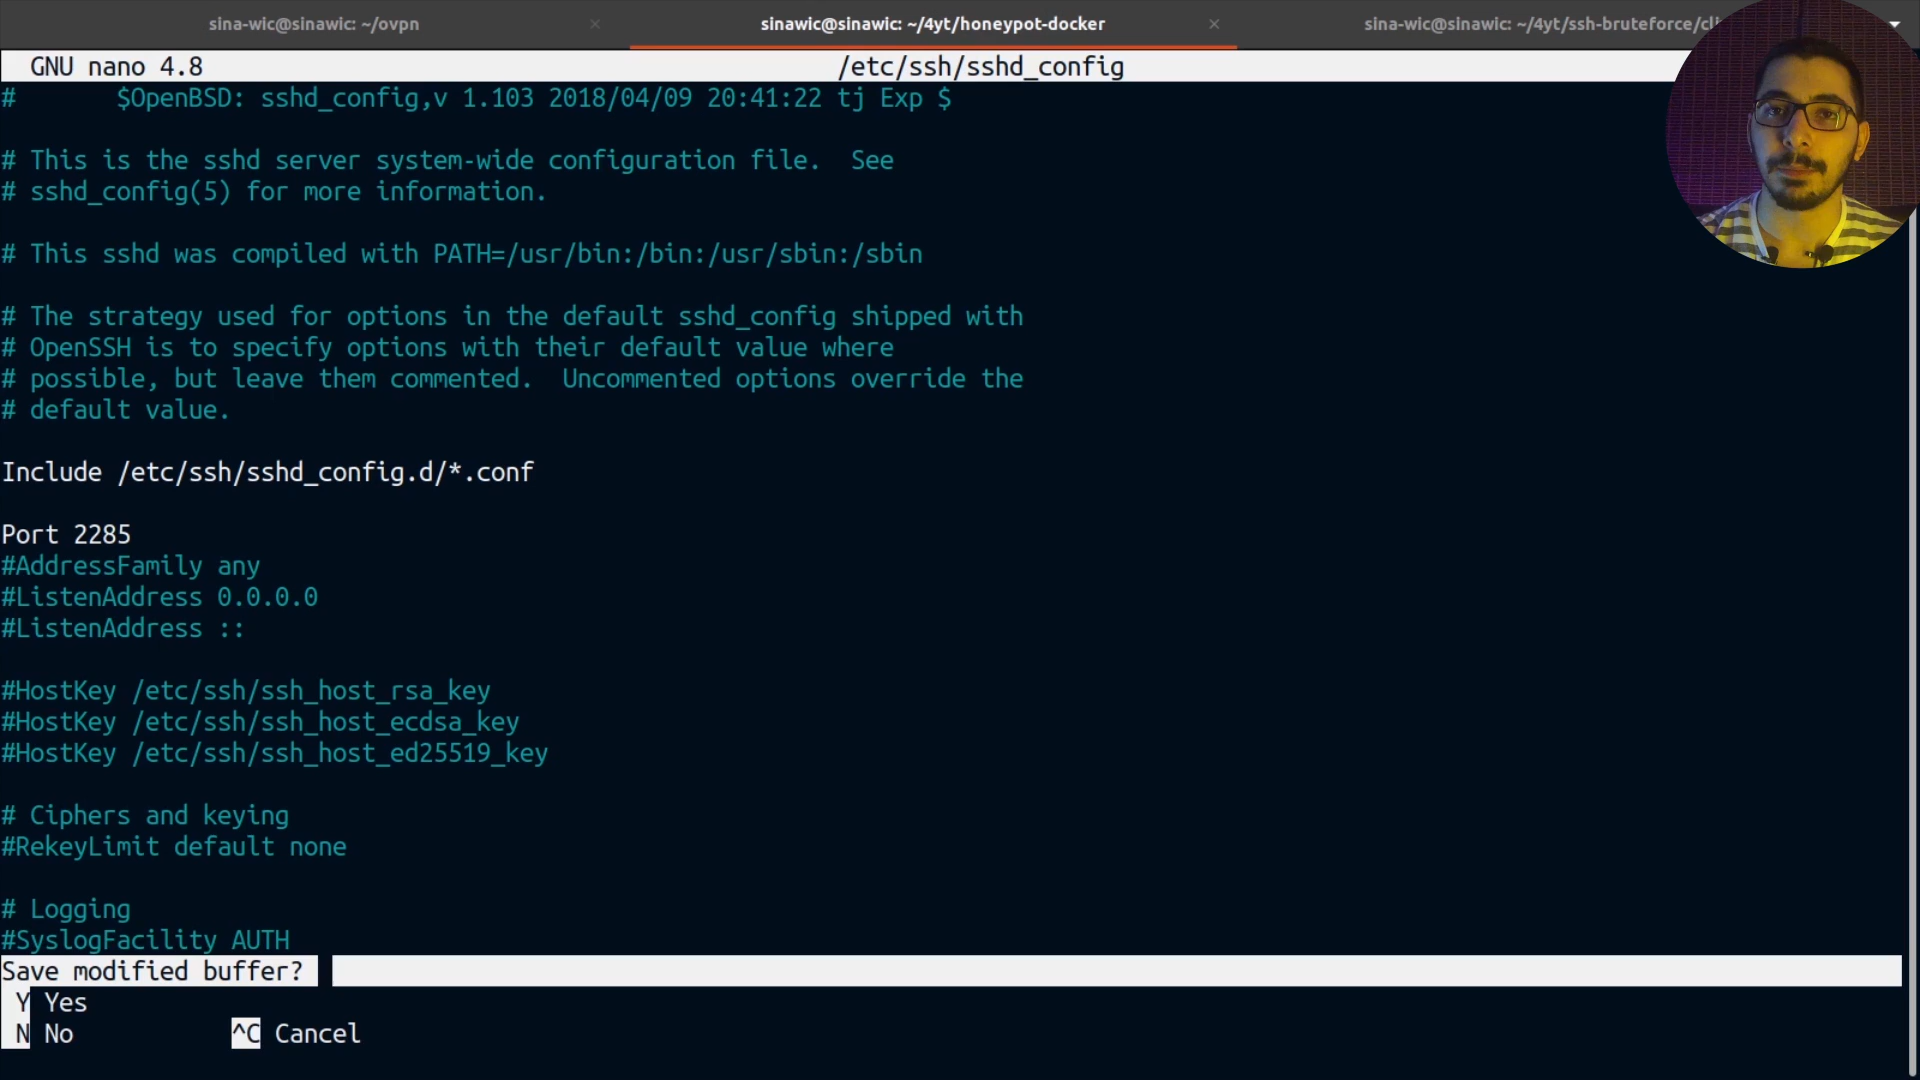 sina-wic@sinawic: ~/ovpn × sinawic@sinawic: ~/4yt/honeypot-docker × sina-wic@sinawic: ~/4yt/ssh-bruteforce/cli
GNU nano 4.8 /etc/ssh/sshd_config
# $OpenBSD: sshd_config,v 1.103 2018/04/09 20:41:22 tj Exp $
# This is the sshd server system-wide configuration file. See
# sshd_config(5) for more information.
# This sshd was compiled with PATH=/usr/bin:/bin:/usr/sbin:/sbin
# The strategy used for options in the default sshd_config shipped with
# OpenSSH is to specify options with their default value where
# possible, but leave them commented. Uncommented options override the
# default value.
Include /etc/ssh/sshd_config.d/*.conf
Port 2285
#AddressFamily any
#ListenAddress 0.0.0.0
#ListenAddress ::
#HostKey /etc/ssh/ssh_host_rsa_key
#HostKey /etc/ssh/ssh_host_ecdsa_key
#HostKey /etc/ssh/ssh_host_ed25519_key
# Ciphers and keying
#RekeyLimit default none
# Logging
#SyslogFacility AUTH
Save modified buffer?
Y Yes
N No ^C Cancel